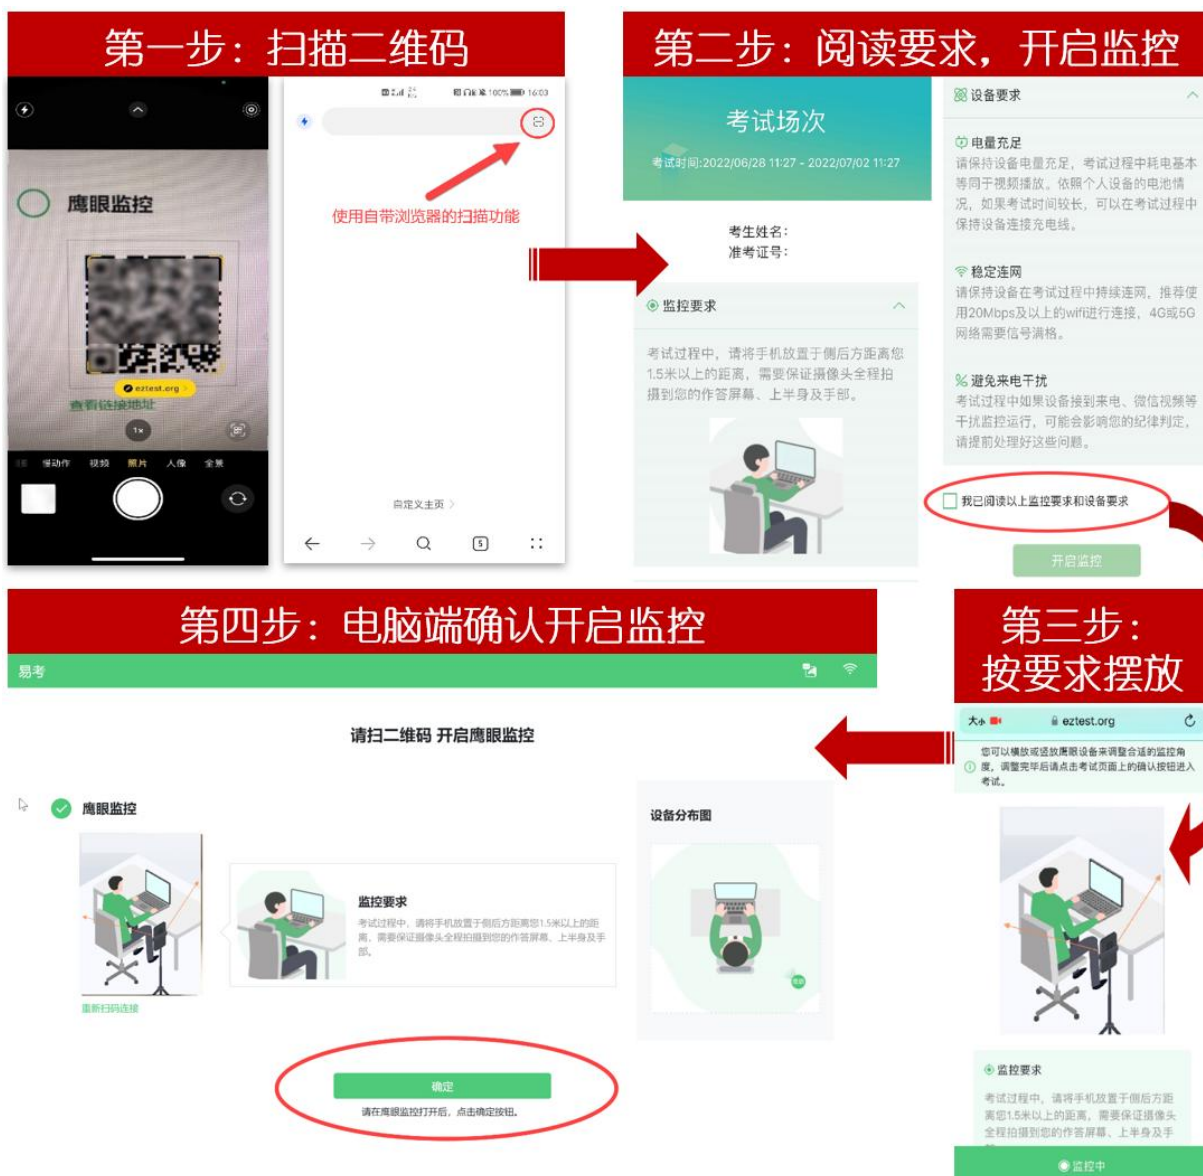 第一步：扫描二维码
100% 16:03
鹰眼监控
使用自带浏览器的扫描功能
eztest.org >
查看链接地址
1x
慢动作 视频 照片 人像 全景
自定义主页 >
5
第二步：阅读要求，开启监控
考试场次
考试时间:2022/06/28 11:27 - 2022/07/02 11:27
考生姓名：
准考证号：
监控要求
考试过程中，请将手机放置于侧后方距离您
1.5米以上的距离，需要保证摄像头全程拍
摄到您的作答屏幕、上半身及手部。
设备要求
电量充足
请保持设备电量充足，考试过程中耗电基本
等同于视频播放。依照个人设备的电池情
况，如果考试时间较长，可以在考试过程中
保持设备连接充电线。
稳定连网
请保持设备在考试过程中持续连网，推荐使
用20Mbps及以上的wifi进行连接，4G或5G
网络需要信号满格。
避免来电干扰
考试过程中如果设备接到来电、微信视频等
干扰监控运行，可能会影响您的纪律判定，
请提前处理好这些问题。
我已阅读以上监控要求和设备要求
开启监控
第三步：
按要求摆放
大小 eztest.org
您可以横放或竖放鹰眼设备来调整合适的监控角
度，调整完毕后请点击考试页面上的确认按钮进入
考试。
监控要求
考试过程中，请将手机放置于侧后方距
离您1.5米以上的距离，需要保证摄像头
全程拍摄到您的作答屏幕、上半身及手
监控中
第四步：电脑端确认开启监控
易考
请扫二维码 开启鹰眼监控
鹰眼监控
重新扫码连接
监控要求
考试过程中，请将手机放置于侧后方距离您1.5米以上的距
离，需要保证摄像头全程拍摄到您的作答屏幕、上半身及手
部。
设备分布图
确定
请在鹰眼监控打开后，点击确定按钮。